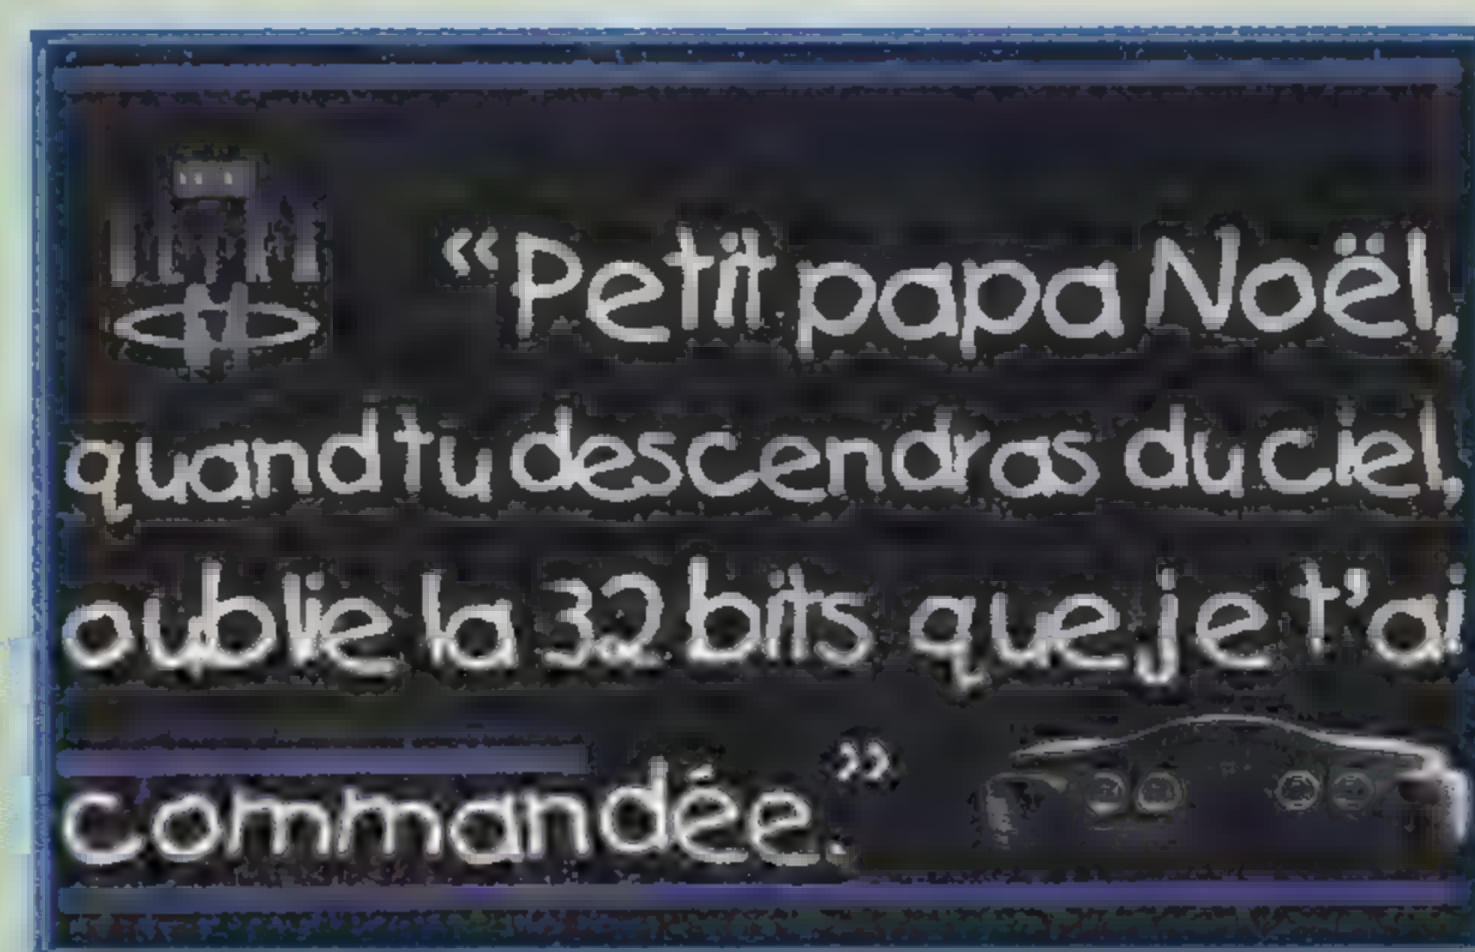 “Petit papa Noël,
quand tu descendras du ciel,
oublie la 32 bits que je t’ai
commandée.”